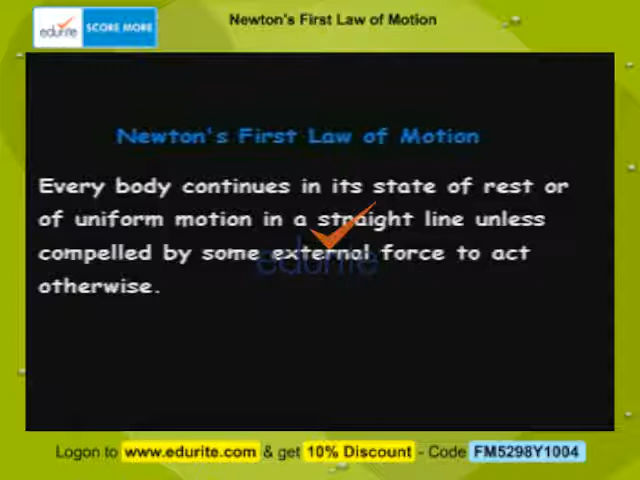 edurite SCORE MORE
Newton's First Law of Motion
Newton's First Law of Motion
Every body continues in its state of rest or
of uniform motion in a straight line unless
compelled by some external force to act
otherwise.
edurite
Logon to www.edurite.com & get 10% Discount - Code FM5298Y1004